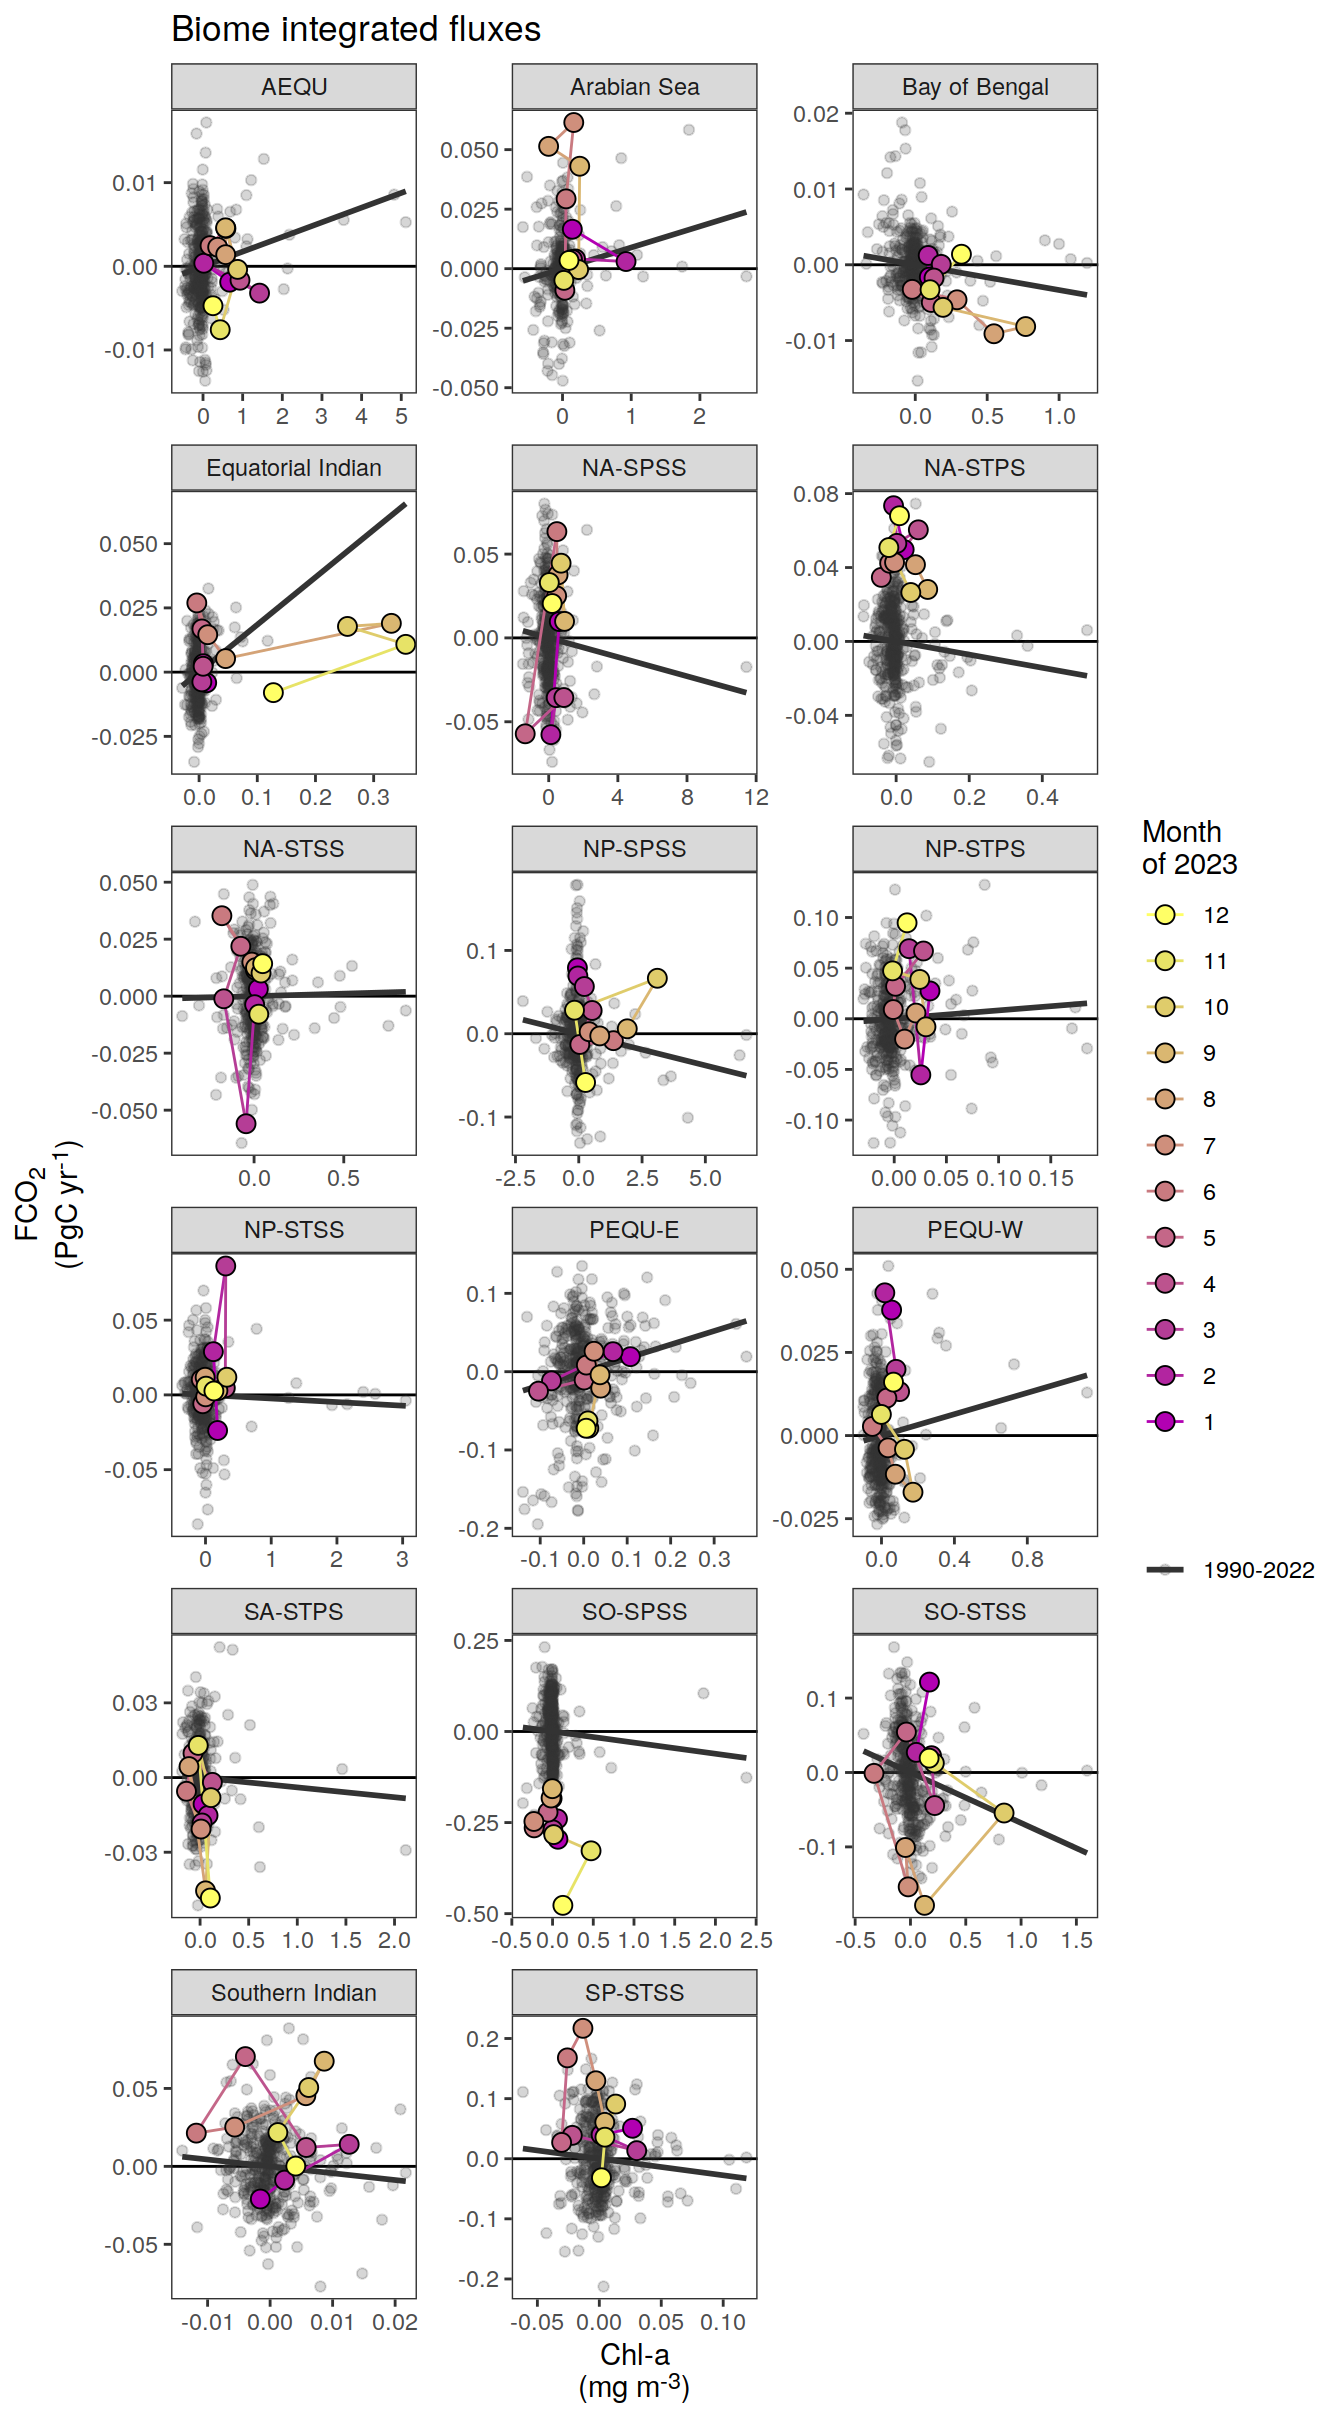 Biome integrated fluxes
AEQU
Arabian Sea
Bay of Bengal
0.01
0.00
-0.01
0 1 2 3 4 5
0.050
0.025
0.000
-0.025
-0.050
0 1 2
0.02
0.01
0.00
-0.01
0.0 0.5 1.0
Equatorial Indian
NA-SPSS
NA-STPS
0.050
0.025
0.000
-0.025
0.0 0.1 0.2 0.3
0.05
0.00
-0.05
0 4 8 12
0.08
0.04
0.00
-0.04
0.0 0.2 0.4
NA-STSS
NP-SPSS
NP-STPS
0.050
0.025
0.000
-0.025
-0.050
0.0 0.5
0.1
0.0
-0.1
-2.5 0.0 2.5 5.0
0.10
0.05
0.00
-0.05
-0.10
0.00 0.05 0.10 0.15
NP-STSS
PEQU-E
PEQU-W
0.05
0.00
-0.05
0 1 2 3
0.1
0.0
-0.1
-0.2
-0.1 0.0 0.1 0.2 0.3
0.050
0.025
0.000
-0.025
0.0 0.4 0.8
SA-STPS
SO-SPSS
SO-STSS
0.03
0.00
-0.03
0.0 0.5 1.0 1.5 2.0
0.25
0.00
-0.25
-0.50
-0.5 0.0 0.5 1.0 1.5 2.0 2.5
0.1
0.0
-0.1
-0.5 0.0 0.5 1.0 1.5
Southern Indian
SP-STSS
0.05
0.00
-0.05
-0.01 0.00 0.01 0.02
0.2
0.1
0.0
-0.1
-0.2
-0.05 0.00 0.05 0.10
FCO₂
(PgC yr⁻¹)
Chl-a
(mg m⁻³)
Month
of 2023
12
11
10
9
8
7
6
5
4
3
2
1
1990-2022